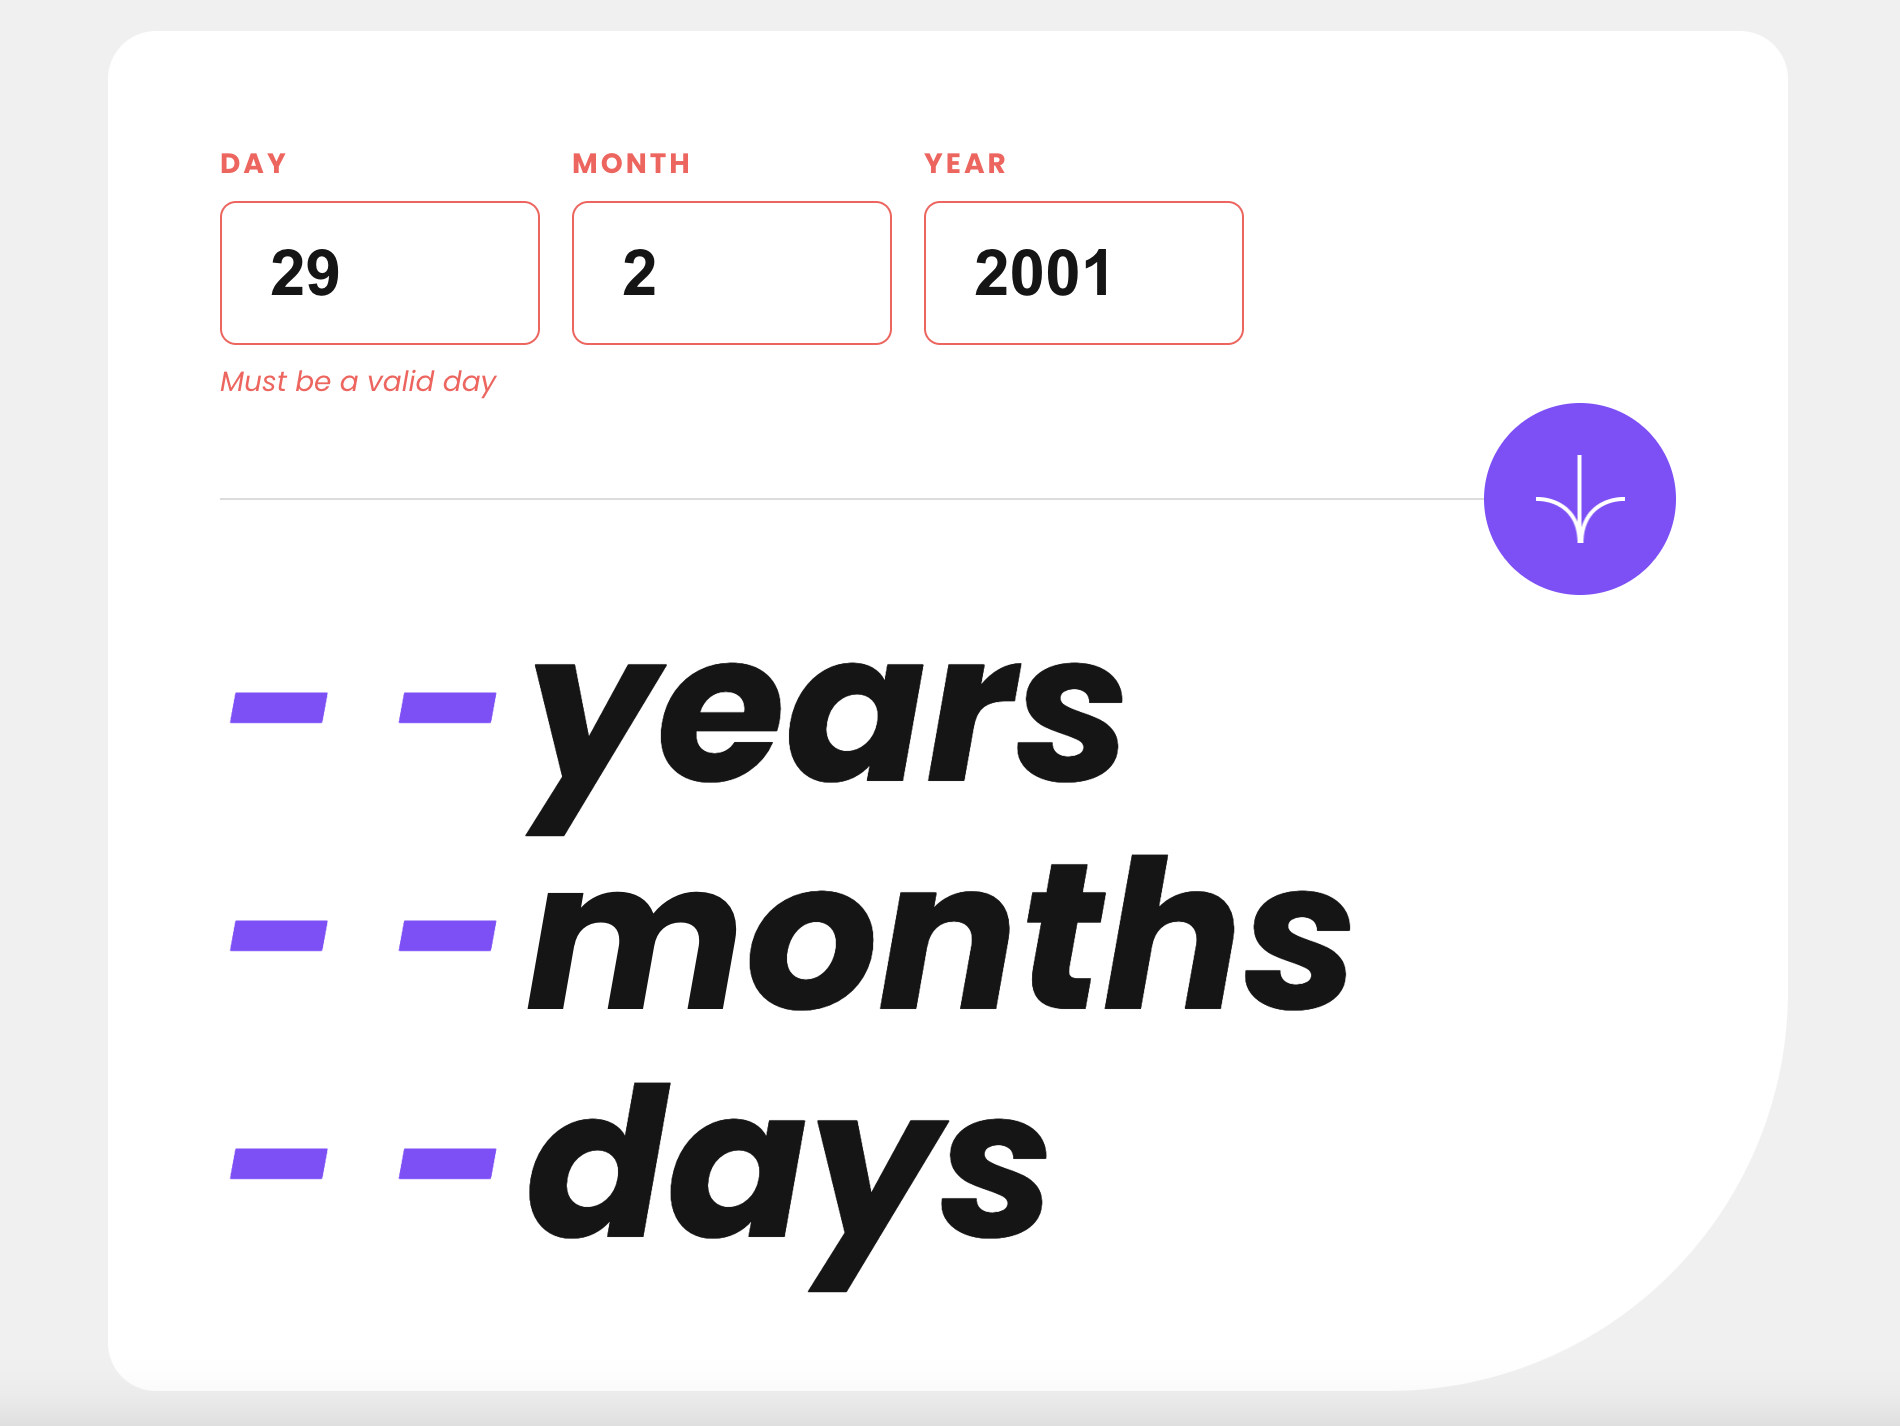 DAY MONTH YEAR
29 2 2001
Must be a valid day
- - years
- - months
- - days